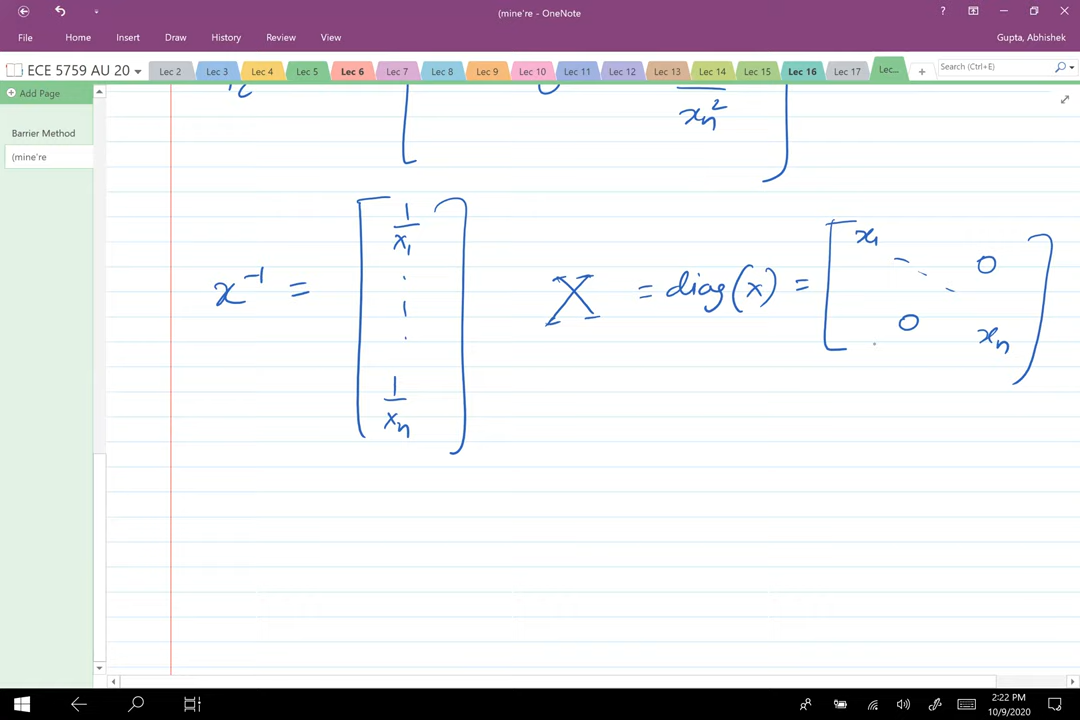 (mine're - OneNote
?
File Home Insert Draw History Review View
Gupta, Abhishek
ECE 5759 AU 20
Lec 2 Lec 3 Lec 4 Lec 5 Lec 6 Lec 7 Lec 8 Lec 9 Lec 10 Lec 11 Lec 12 Lec 13 Lec 14 Lec 15 Lec 16 Lec 17 Lec... +
Search (Ctrl+E)
Add Page
Barrier Method
(mine're
0 xₙ²
x⁻¹ = [ 1/x₁ ⋮ 1/xₙ ] X = diag(x) = [ x₁ ⋱ 0 0 xₙ ]
2:22 PM
10/9/2020